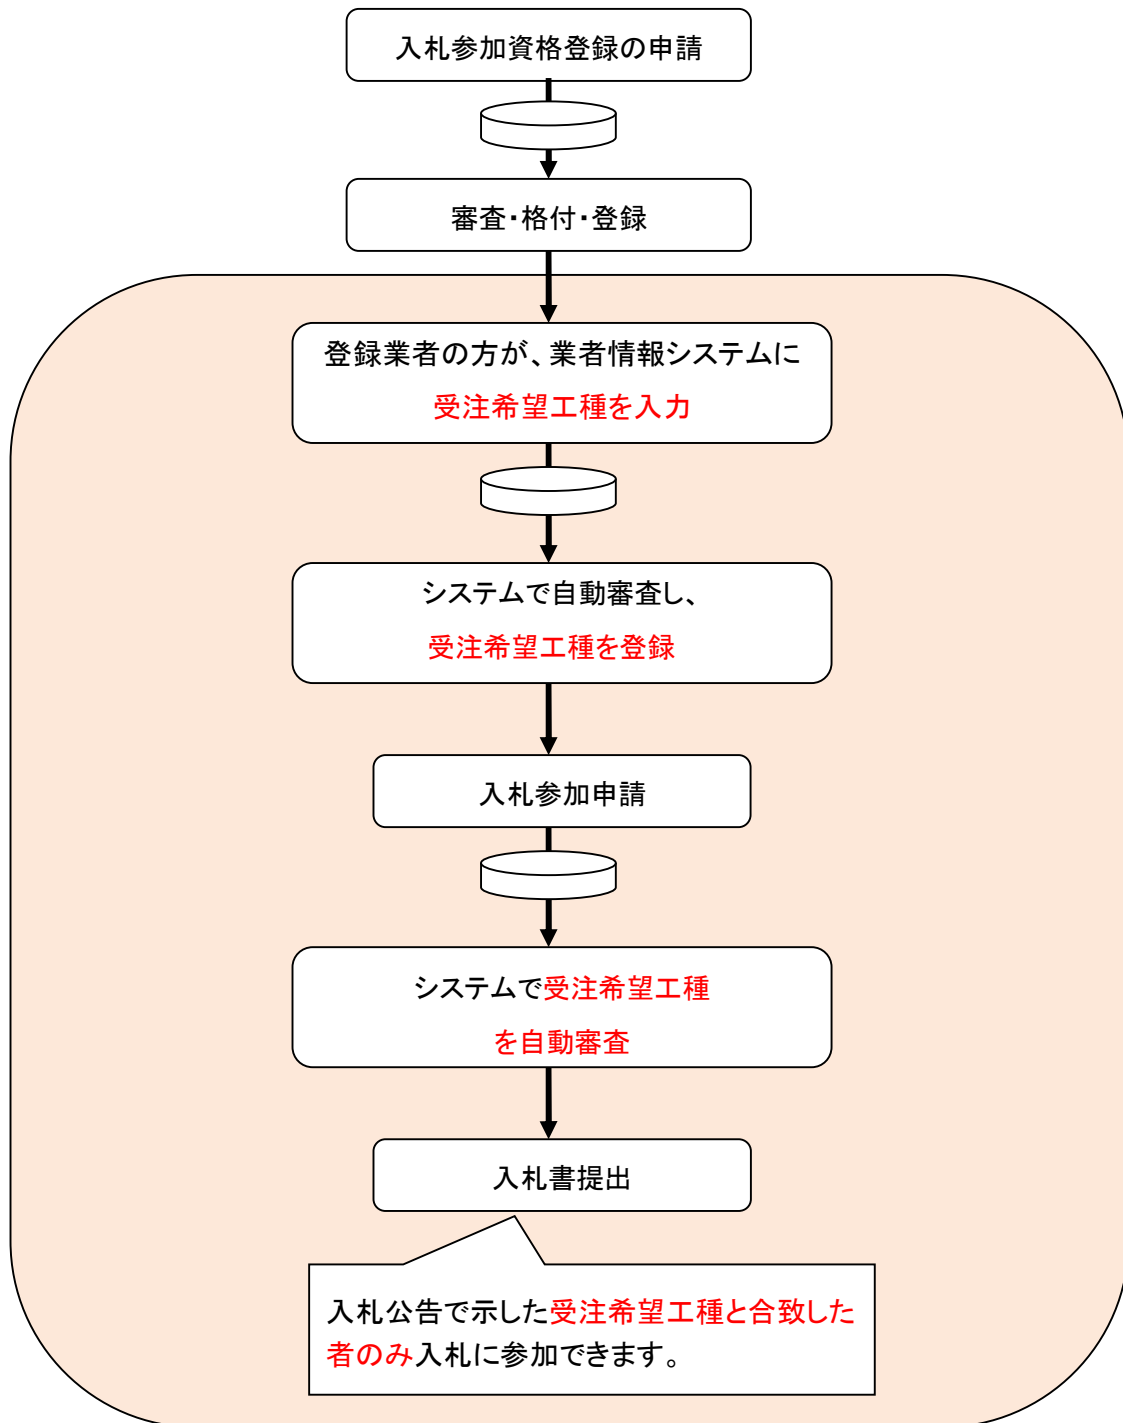 入札参加資格登録の申請
審査・格付・登録
登録業者の方が、業者情報システムに
受注希望工種を入力
システムで自動審査し、
受注希望工種を登録
入札参加申請
システムで受注希望工種
を自動審査
入札書提出
入札公告で示した受注希望工種と合致した
者のみ入札に参加できます。